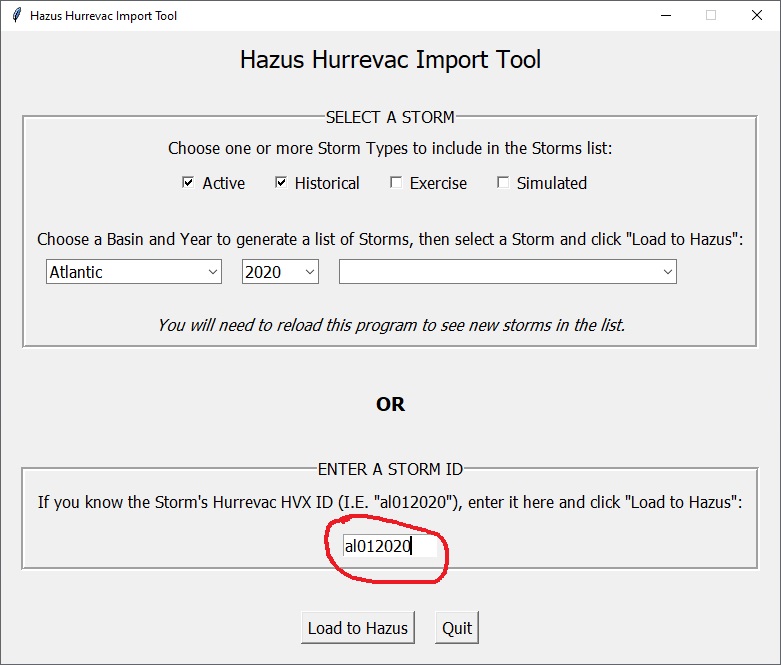 Hazus Hurrevac Import Tool
Hazus Hurrevac Import Tool
SELECT A STORM
Choose one or more Storm Types to include in the Storms list:
Active Historical Exercise Simulated
Choose a Basin and Year to generate a list of Storms, then select a Storm and click "Load to Hazus":
Atlantic 2020
You will need to reload this program to see new storms in the list.
OR
ENTER A STORM ID
If you know the Storm's Hurrevac HVX ID (I.E. "al012020"), enter it here and click "Load to Hazus":
al012020
Load to Hazus Quit